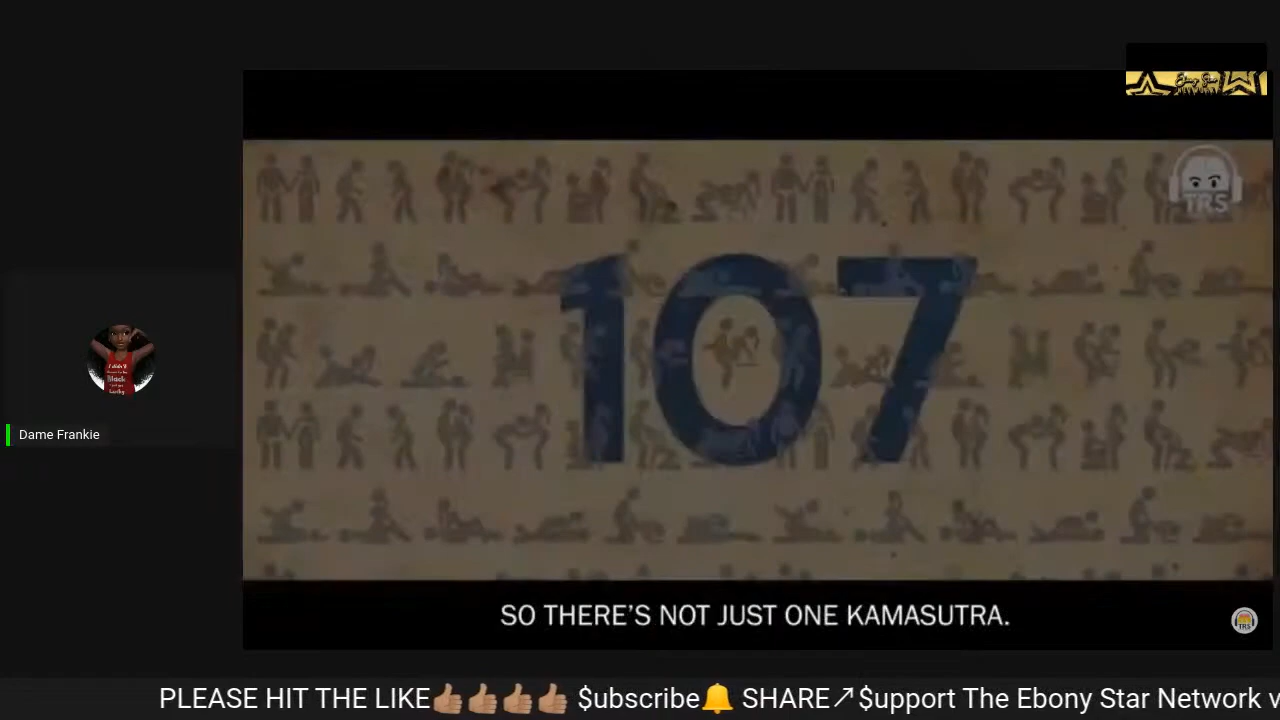 TRS
107
Dame Frankie
SO THERE'S NOT JUST ONE KAMASUTRA.
TRS
PLEASE HIT THE LIKE👍🏽👍🏽👍🏽👍🏽 $ubscribe🔔 SHARE↗$upport The Ebony Star Network